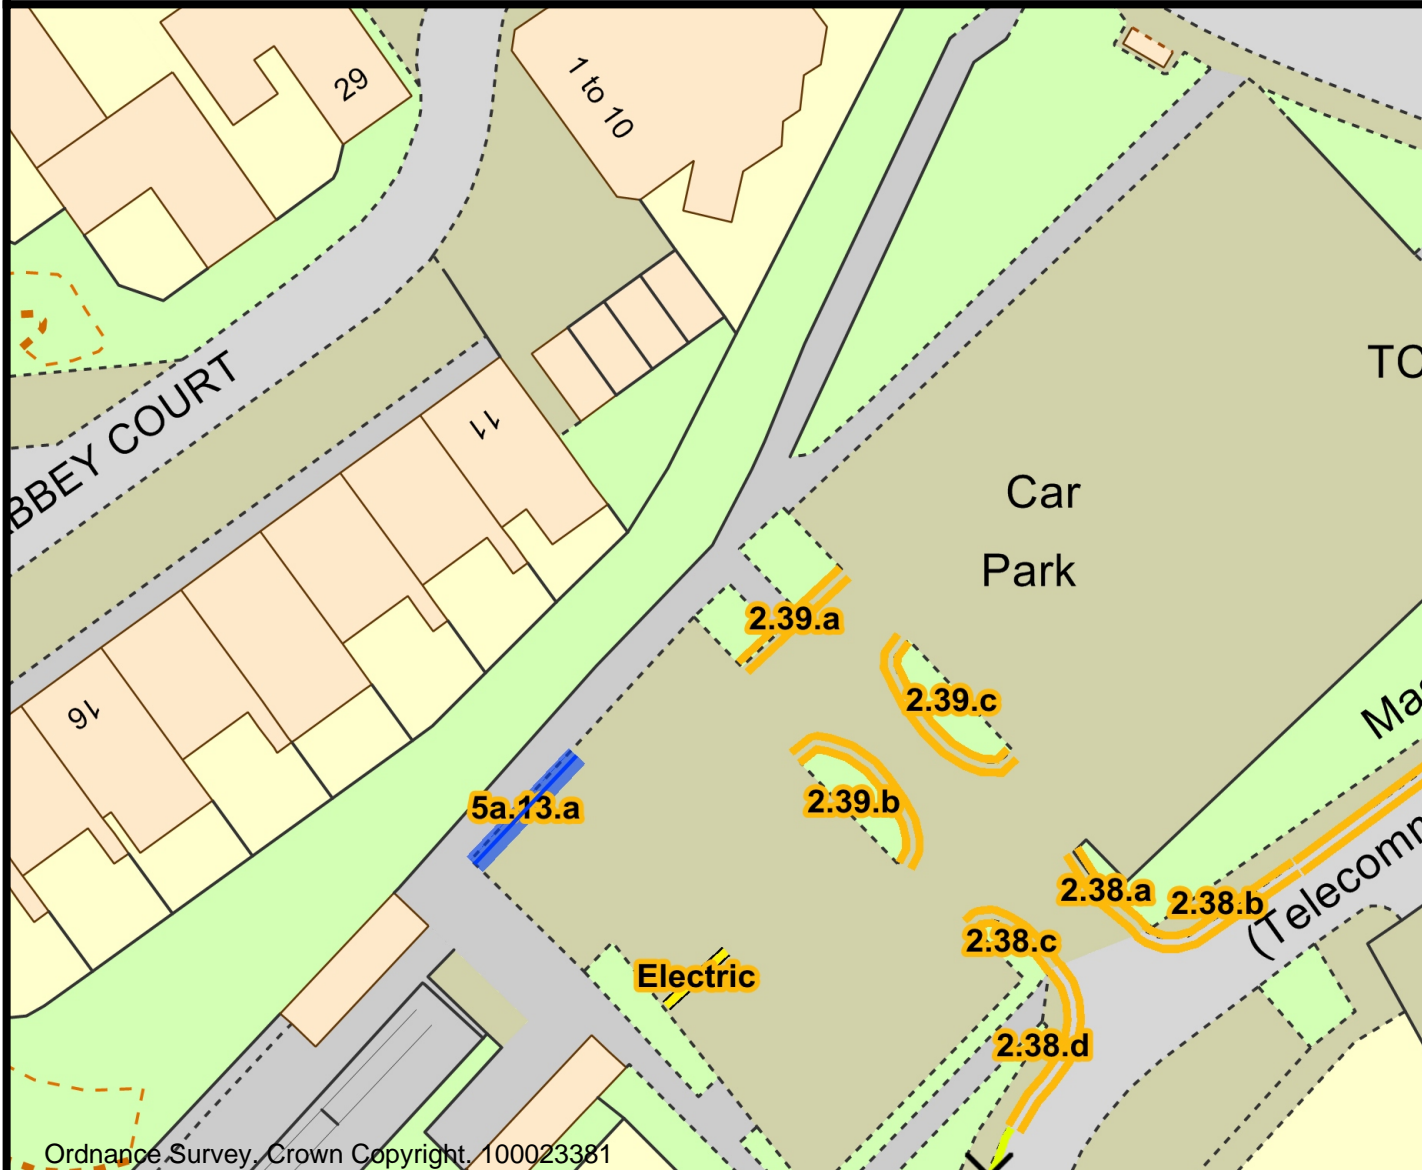 29
1 to 10
TO
BBEY COURT
11
Car
Park
2.39.a
2.39.c
16
Ma
5a.13.a
2.39.b
2.38.a
2.38.b
(Telecom
2.38.c
Electric
2.38.d
Ordnance Survey. Crown Copyright. 100023381